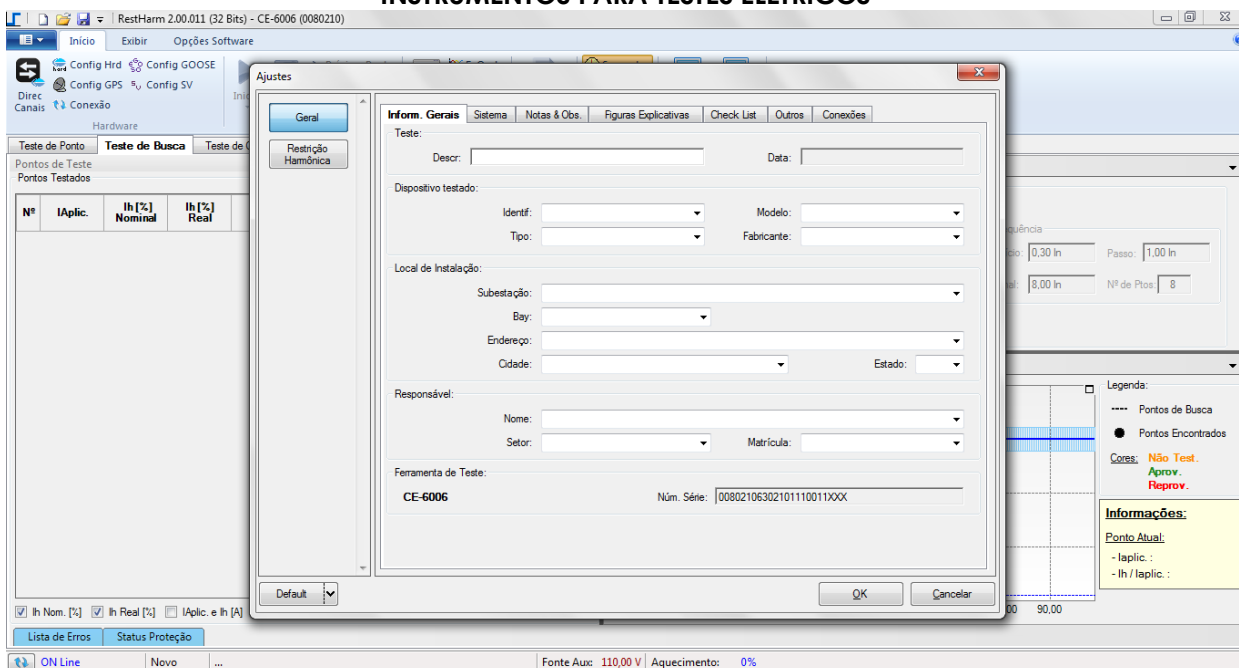 INSTRUMENTOS PARA TESTES ELÉTRICOS
RestHarm 2.00.011 (32 Bits) - CE-6006 (0080210)
Início Exibir Opções Software
Config Hrd Config GOOSE
Config GPS Config SV
Direc Canais
Conexão
Hardware
Teste de Ponto Teste de Busca
Pontos de Teste
Pontos Testados
Nº IAplic. Ih [%] Nominal Ih [%] Real
Ajustes
Geral
Restrição Harmônica
Inform. Gerais Sistema Notas & Obs. Figuras Explicativas Check List Outros Conexões
Teste:
Descr: Data:
Dispositivo testado:
Identif: Modelo:
Tipo: Fabricante:
Local de Instalação:
Subestação:
Bay:
Endereço:
Cidade: Estado:
Responsável:
Nome:
Setor: Matrícula:
Ferramenta de Teste:
CE-6006 Núm. Série: 00802106302101110011XXX
Default OK Cancelar
0,30 In Passo: 1,00 In
8,00 In Nº de Ptos: 8
Legenda:
Pontos de Busca
Pontos Encontrados
Cores: Não Test.
Aprov.
Reprov.
Informações:
Ponto Atual:
- Iaplic. :
- Ih / Iaplic. :
90,00
Ih Nom. [%] Ih Real [%] IAplic. e Ih [A]
Lista de Erros Status Proteção
ON Line Novo ... Fonte Aux: 110,00 V Aquecimento: 0%